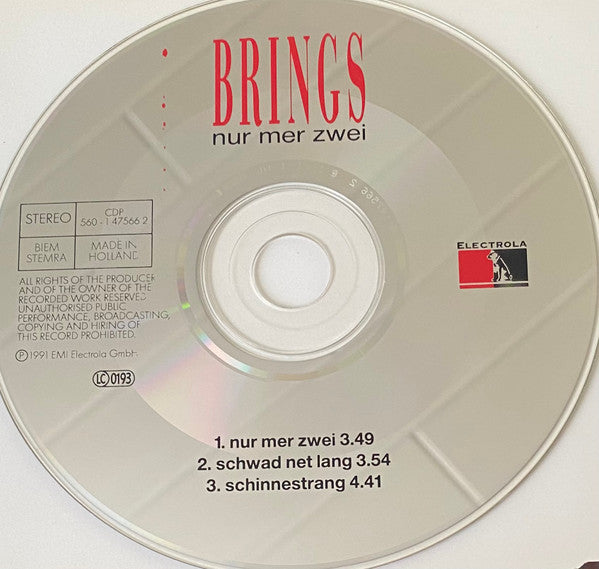 BRINGS
nur mer zwei
STEREO
CDP
560 - 1 47566 2
BIEM
STEMRA
MADE IN
HOLLAND
ELECTROLA
ALL RIGHTS OF THE PRODUCER
AND OF THE OWNER OF THE
RECORDED WORK RESERVED
UNAUTHORISED PUBLIC
PERFORMANCE, BROADCASTING,
COPYING AND HIRING OF
THIS RECORD PROHIBITED.
Ⓟ1991 EMI Electrola GmbH
LC 0193
1. nur mer zwei 3.49
2. schwad net lang 3.54
3. schinnestrang 4.41